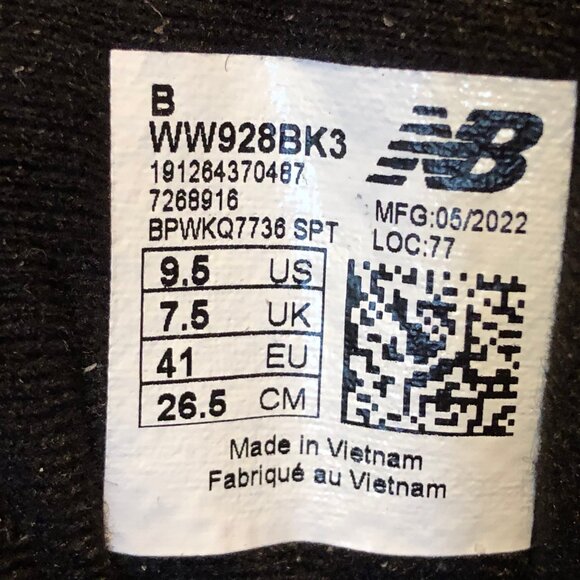 B
WW928BK3
191264370487
7268916
BPWKQ7736 SPT
NB
MFG:05/2022
LOC:77
9.5 US
7.5 UK
41 EU
26.5 CM
Made in Vietnam
Fabriqué au Vietnam